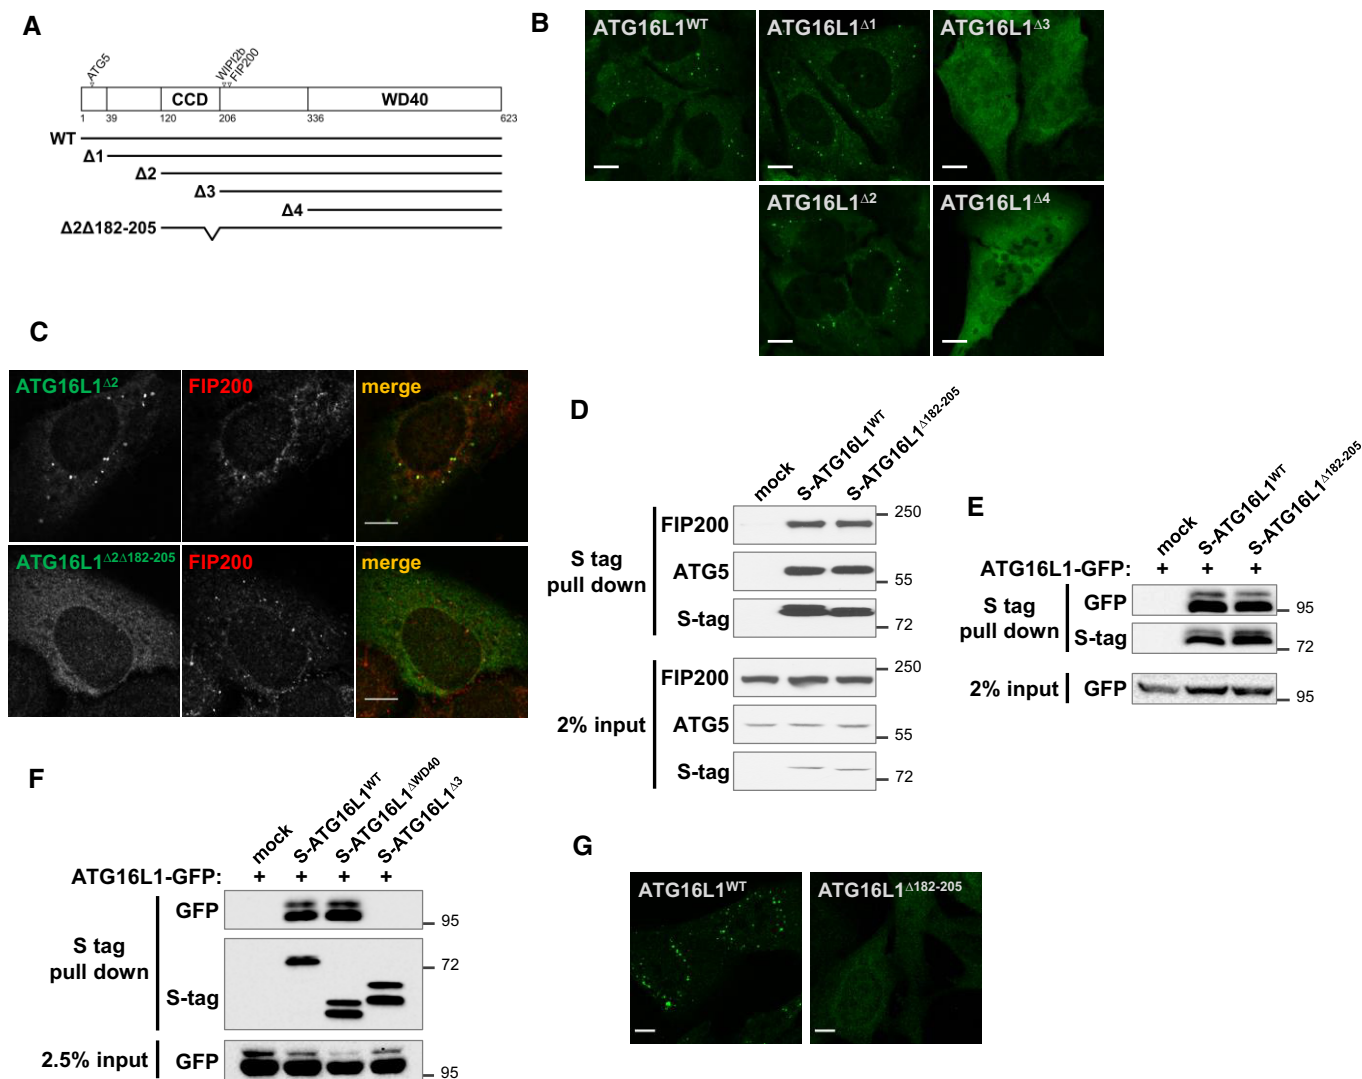 A
ATG5
WIPI2b
FIP200
CCD
WD40
1 39 120 206 336 623
WT
Δ1
Δ2
Δ3
Δ4
Δ2Δ182-205
B
ATG16L1WT
ATG16L1Δ1
ATG16L1Δ3
ATG16L1Δ2
ATG16L1Δ4
C
ATG16L1Δ2
FIP200
merge
ATG16L1Δ2Δ182-205
FIP200
merge
D
mock
S-ATG16L1WT
S-ATG16L1Δ182-205
S tag
pull down
FIP200
250
ATG5
55
S-tag
72
2% input
FIP200
250
ATG5
55
S-tag
72
E
mock
S-ATG16L1WT
S-ATG16L1Δ182-205
ATG16L1-GFP: + + +
S tag
pull down
GFP
95
S-tag
72
2% input
GFP
95
F
mock
S-ATG16L1WT
S-ATG16L1ΔWD40
S-ATG16L1Δ3
ATG16L1-GFP: + + + +
S tag
pull down
GFP
95
72
S-tag
2.5% input
GFP
95
G
ATG16L1WT
ATG16L1Δ182-205